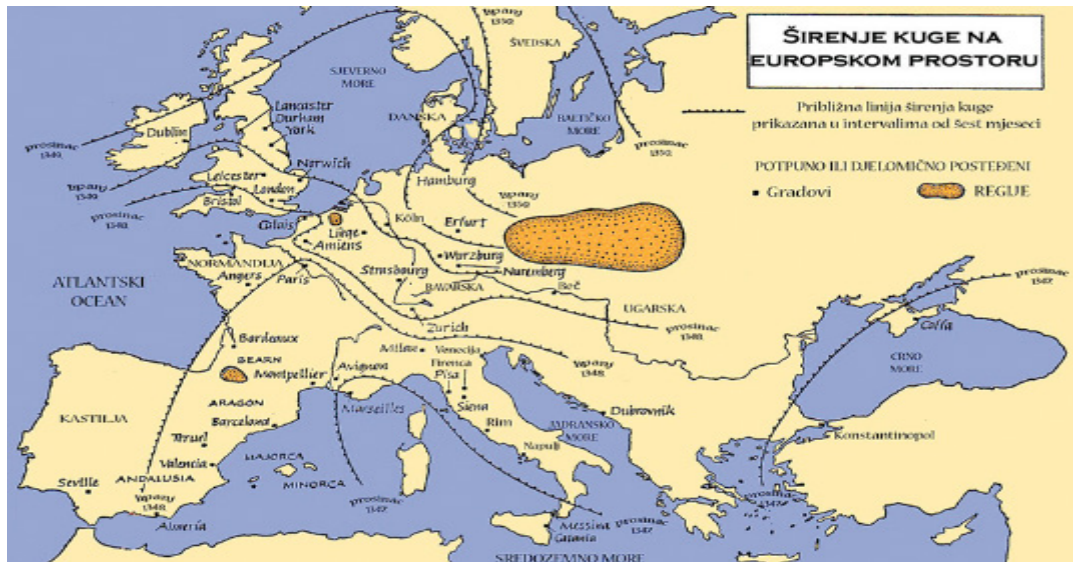 ŠIRENJE KUGE NA
EUROPSKOM PROSTORU
Približna linija širenja kuge
prikazana u intervalima od šest mjeseci
POTPUNO ILI DJELOMIČNO POSTEĐENI
Gradovi
REGIJE
lipanj
1350.
ŠVEDSKA
SJEVERNO
MORE
DANSKA
BALTIČKO
MORE
prosinac
1350.
Lancaster
Durham
York
Dublin
prosinac
1349.
Norwich
Leicester
London
Bristol
lipanj
1349.
prosinac
1348.
Calais
Hamburg
lipanj
1350.
Köln
Erfurt
Liège
Amiens
Würzburg
Nuremberg
NORMANDIJA
Angers
Paris
Strasbourg
BAVARSKA
Beč
ATLANTSKI
OCEAN
UGARSKA
prosinac
1348.
Zurich
prosinac
1347.
Caffa
CRNO
MORE
Bordeaux
BEARN
Milan
Venecija
lipanj
1348.
Avignon
Firenca
Montpellier
Pisa
Marseilles
Siena
KASTILJA
ARAGON
Barcelona
Dubrovnik
Teruel
Rim
JADRANSKO
MORE
Konstantinopol
Valencia
MAJORCA
Napulj
Seville
ANDALUSIA
MINORCA
lipanj
1348.
prosinac
1347.
prosinac
1347.
Almeria
Messina
Catania
prosinac
1347.
SREDOZEMNO MORE